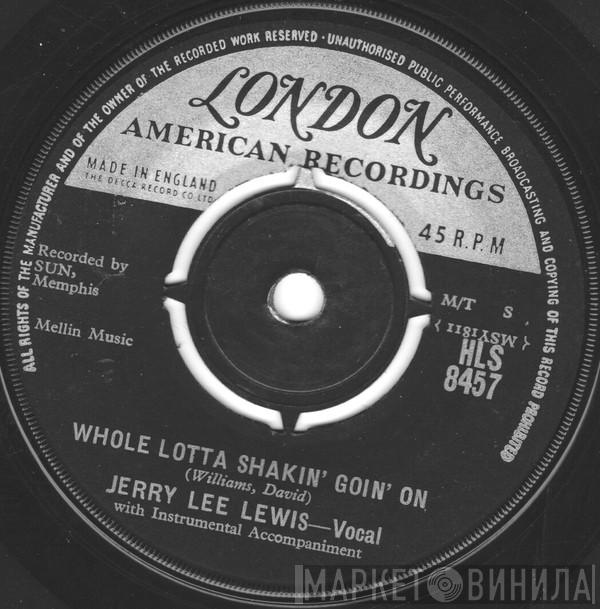 ALL RIGHTS OF THE MANUFACTURER AND OF THE OWNER OF THE RECORDED WORK RESERVED · UNAUTHORISED PUBLIC PERFORMANCE BROADCASTING AND COPYING OF THIS RECORD PROHIBITED
LONDON
AMERICAN RECORDINGS
MADE IN ENGLAND
THE DECCA RECORD CO LTD
45 R.P.M
Recorded by
SUN,
Memphis
Mellin Music
M/T S
(MSY1811)
HLS
8457
WHOLE LOTTA SHAKIN' GOIN' ON
(Williams, David)
JERRY LEE LEWIS—Vocal
with Instrumental Accompaniment
МАРКЕТ ВИНИЛА